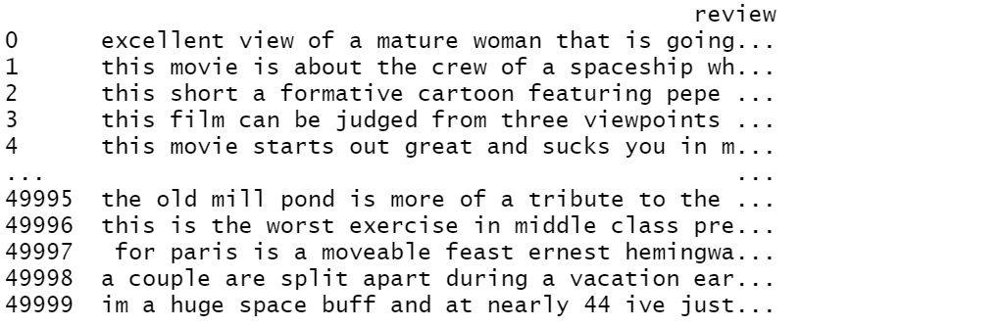 review
0 excellent view of a mature woman that is going...
1 this movie is about the crew of a spaceship wh...
2 this short a formative cartoon featuring pepe ...
3 this film can be judged from three viewpoints ...
4 this movie starts out great and sucks you in m...
... ...
49995 the old mill pond is more of a tribute to the ...
49996 this is the worst exercise in middle class pre...
49997 for paris is a moveable feast ernest hemingwa...
49998 a couple are split apart during a vacation ear...
49999 im a huge space buff and at nearly 44 ive just...